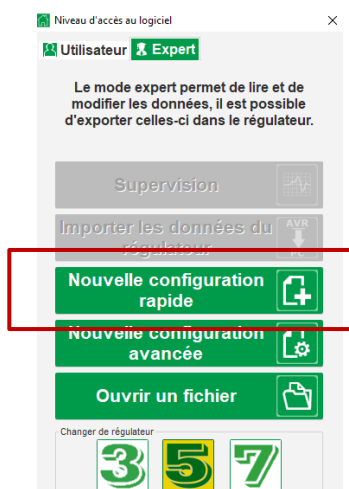 Niveau d'accès au logiciel
Utilisateur
Expert
Le mode expert permet de lire et de
modifier les données, il est possible
d'exporter celles-ci dans le régulateur.
Supervision
Importer les données du
régulateur
AVR
PC
Nouvelle configuration
rapide
Nouvelle configuration
avancée
Ouvrir un fichier
Changer de régulateur
3 5 7